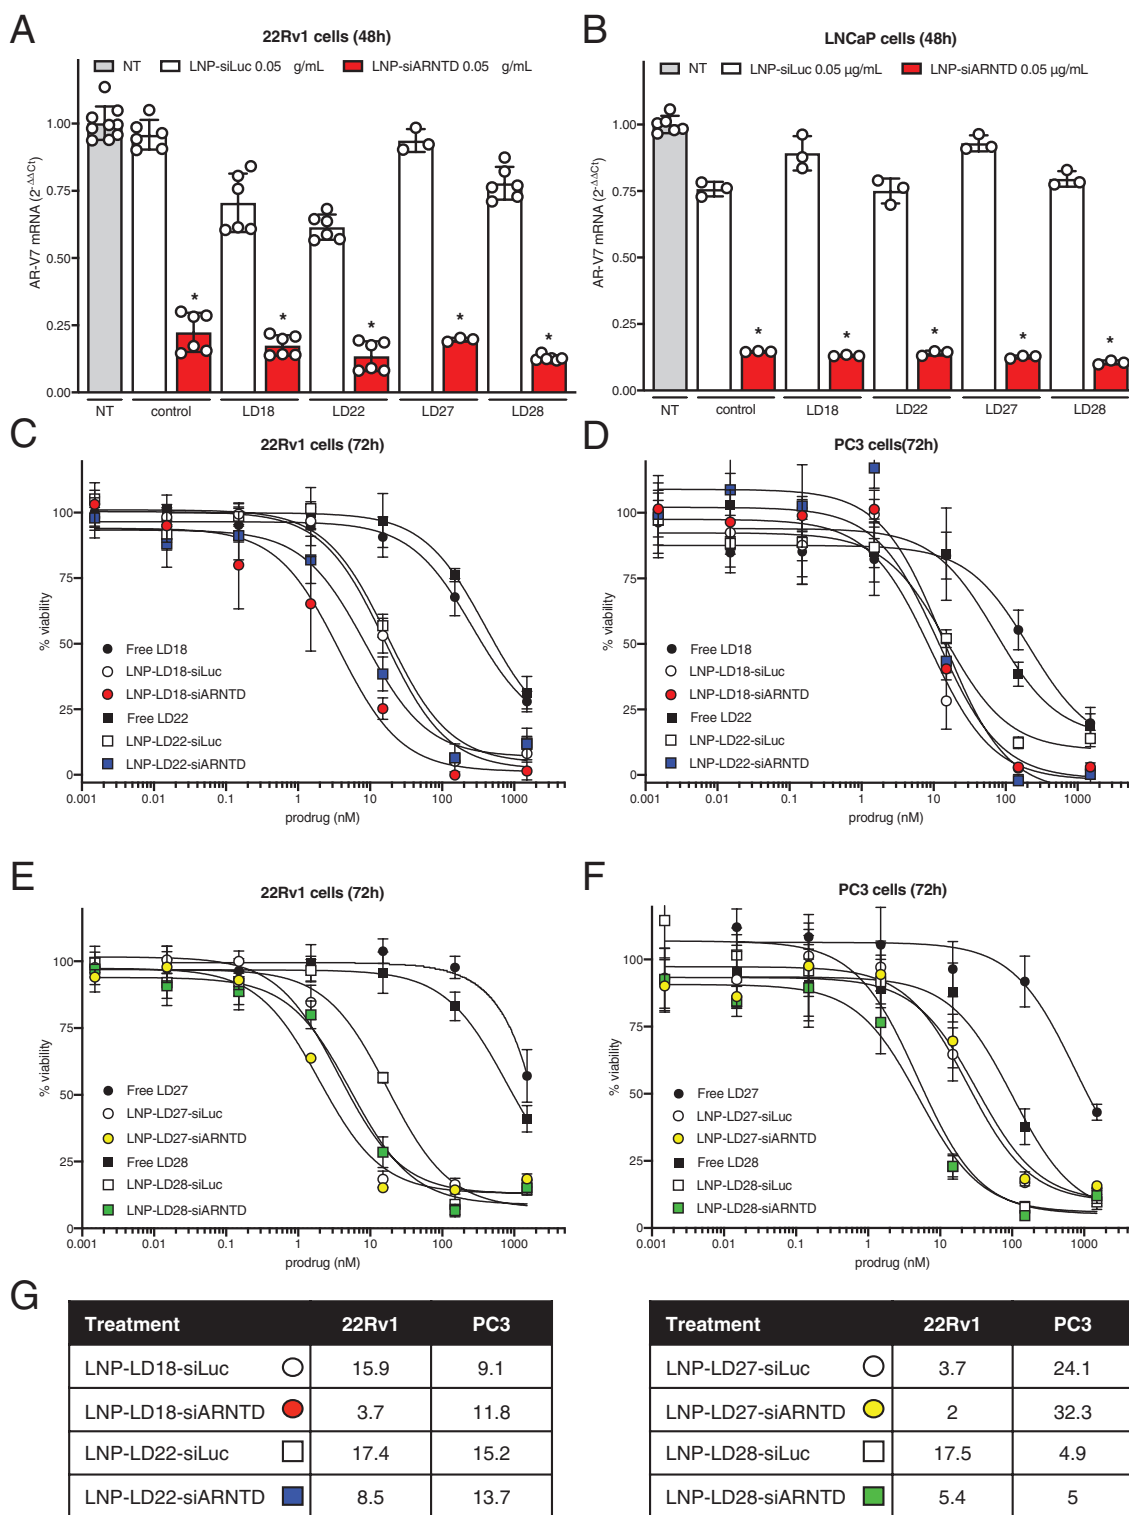 A
22Rv1 cells (48h)
NT LNP-siLuc 0.05 g/mL LNP-siARNTD 0.05 g/mL
AR-V7 mRNA (2-ΔΔCt)
1.00
0.75
0.50
0.25
0.00
* * * * *
NT control LD18 LD22 LD27 LD28
B
LNCaP cells (48h)
NT LNP-siLuc 0.05 µg/mL LNP-siARNTD 0.05 µg/mL
AR-V7 mRNA (2-ΔΔCt)
1.00
0.75
0.50
0.25
0.00
* * * * *
NT control LD18 LD22 LD27 LD28
C
22Rv1 cells (72h)
% viability
100
75
50
25
0
Free LD18
LNP-LD18-siLuc
LNP-LD18-siARNTD
Free LD22
LNP-LD22-siLuc
LNP-LD22-siARNTD
0.001 0.01 0.1 1 10 100 1000
prodrug (nM)
D
PC3 cells(72h)
% viability
100
75
50
25
0
Free LD18
LNP-LD18-siLuc
LNP-LD18-siARNTD
Free LD22
LNP-LD22-siLuc
LNP-LD22-siARNTD
0.001 0.01 0.1 1 10 100 1000
prodrug (nM)
E
22Rv1 cells (72h)
% viability
100
75
50
25
0
Free LD27
LNP-LD27-siLuc
LNP-LD27-siARNTD
Free LD28
LNP-LD28-siLuc
LNP-LD28-siARNTD
0.001 0.01 0.1 1 10 100 1000
prodrug (nM)
F
PC3 cells (72h)
% viability
100
75
50
25
0
Free LD27
LNP-LD27-siLuc
LNP-LD27-siARNTD
Free LD28
LNP-LD28-siLuc
LNP-LD28-siARNTD
0.001 0.01 0.1 1 10 100 1000
prodrug (nM)
G
Treatment 22Rv1 PC3
LNP-LD18-siLuc 15.9 9.1
LNP-LD18-siARNTD 3.7 11.8
LNP-LD22-siLuc 17.4 15.2
LNP-LD22-siARNTD 8.5 13.7
Treatment 22Rv1 PC3
LNP-LD27-siLuc 3.7 24.1
LNP-LD27-siARNTD 2 32.3
LNP-LD28-siLuc 17.5 4.9
LNP-LD28-siARNTD 5.4 5